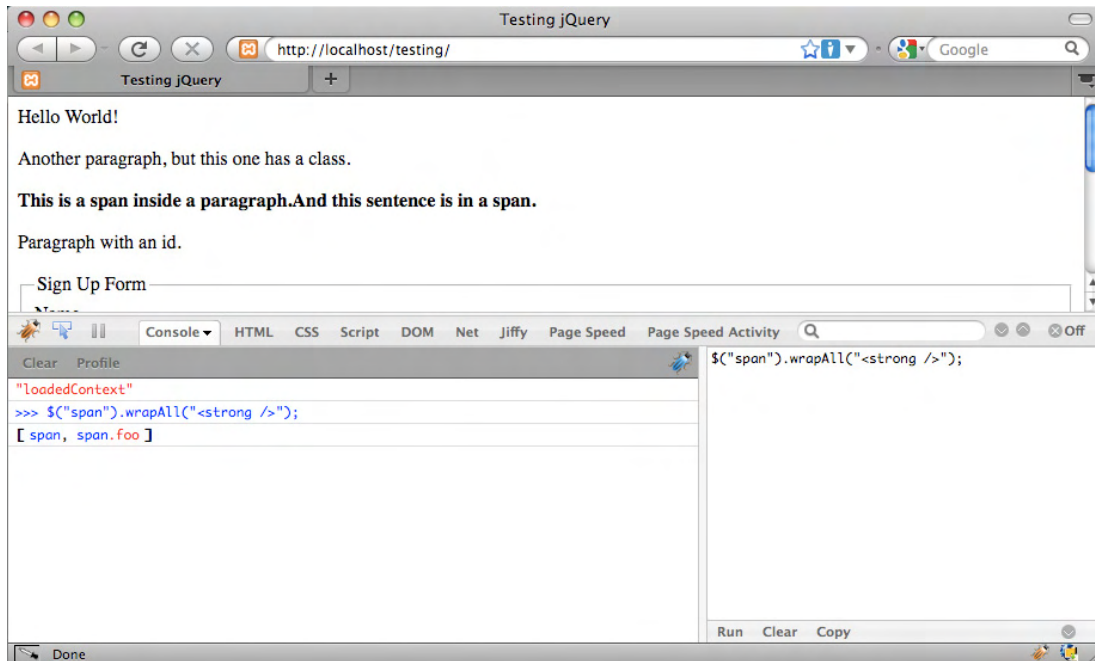 Testing jQuery
http://localhost/testing/
Google
Testing jQuery
+
Hello World!
Another paragraph, but this one has a class.
This is a span inside a paragraph.And this sentence is in a span.
Paragraph with an id.
Sign Up Form
Name
Console HTML CSS Script DOM Net Jiffy Page Speed Page Speed Activity Off
Clear Profile
"loadedContext"
>>> $("span").wrapAll("<strong />");
[ span, span.foo ]
$("span").wrapAll("<strong />");
Run Clear Copy
Done